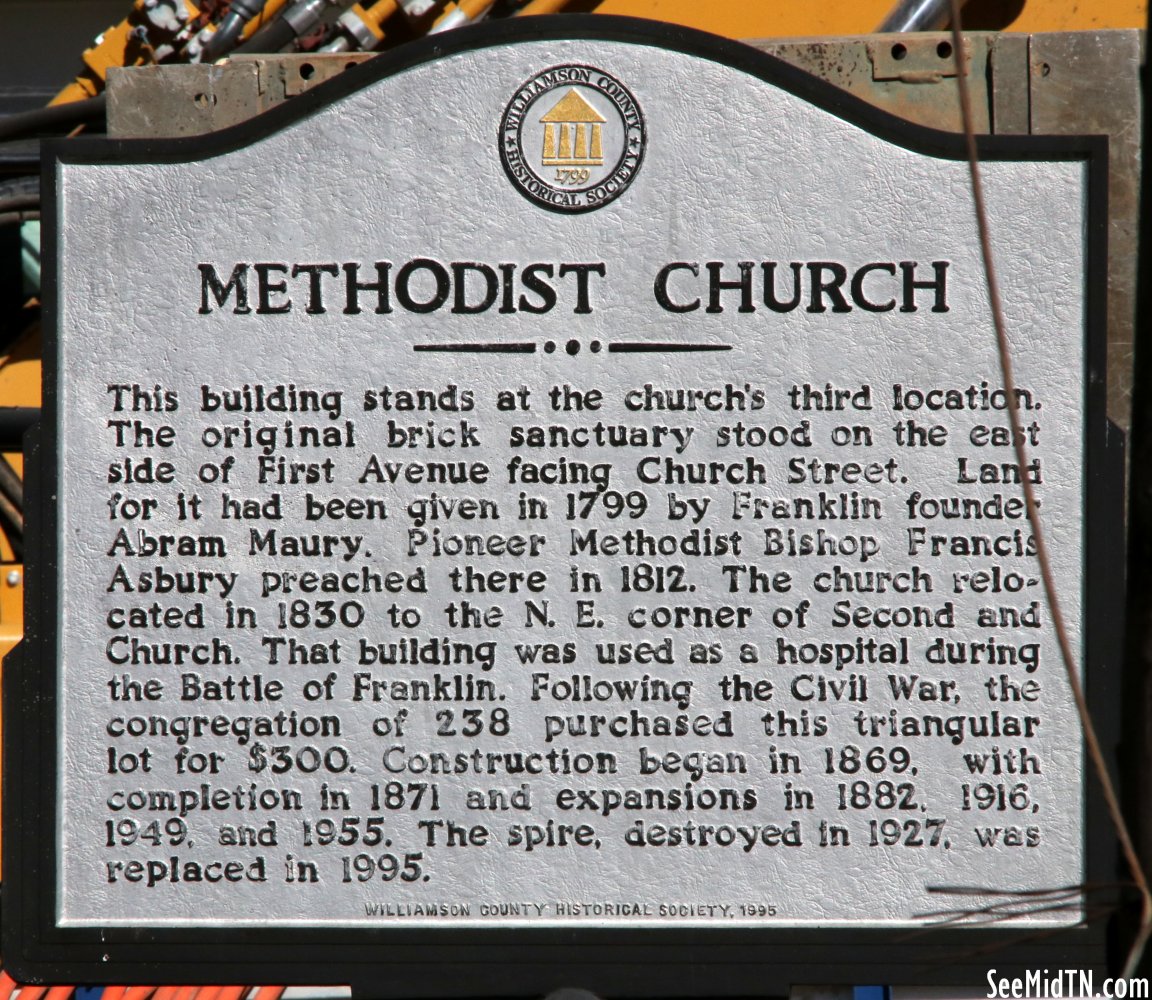 WILLIAMSON COUNTY
★ HISTORICAL SOCIETY ★
1799
METHODIST CHURCH
This building stands at the church's third location.
The original brick sanctuary stood on the east
side of First Avenue facing Church Street. Land
for it had been given in 1799 by Franklin founder
Abram Maury. Pioneer Methodist Bishop Francis
Asbury preached there in 1812. The church relo-
cated in 1830 to the N. E. corner of Second and
Church. That building was used as a hospital during
the Battle of Franklin. Following the Civil War, the
congregation of 238 purchased this triangular
lot for $300. Construction began in 1869, with
completion in 1871 and expansions in 1882, 1916,
1949, and 1955. The spire, destroyed in 1927, was
replaced in 1995.
WILLIAMSON COUNTY HISTORICAL SOCIETY, 1995
SeeMidTN.com